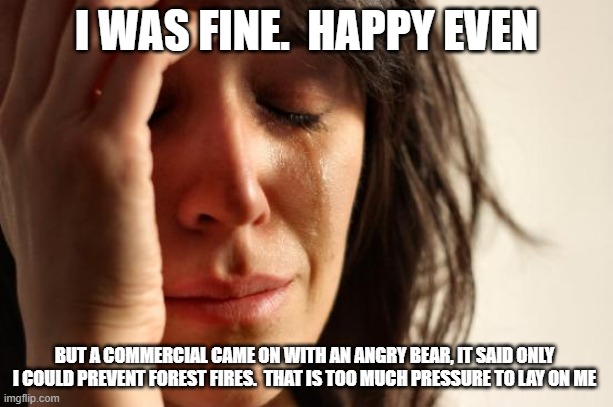 I WAS FINE.  HAPPY EVEN
BUT A COMMERCIAL CAME ON WITH AN ANGRY BEAR, IT SAID ONLY
I COULD PREVENT FOREST FIRES.  THAT IS TOO MUCH PRESSURE TO LAY ON ME
imgflip.com